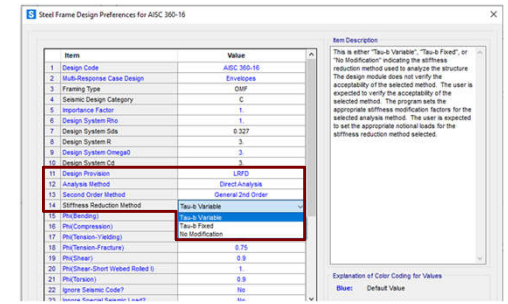 Steel Frame Design Preferences for AISC 360-16
Item Value
1 Design Code AISC 360-16
2 Multi-Response Case Design Envelopes
3 Framing Type OMF
4 Seismic Design Category C
5 Importance Factor 1.
6 Design System Rho 1.
7 Design System Sds 0.327
8 Design System R 3.
9 Design System Omega0 3.
10 Design System Cd 3.
11 Design Provision LRFD
12 Analysis Method Direct Analysis
13 Second Order Method General 2nd Order
14 Stiffness Reduction Method Tau-b Variable
15 Phi(Bending) Tau-b Variable
16 Phi(Compression) Tau-b Fixed
17 Phi(Tension-Yielding) No Modification
18 Phi(Tension-Fracture) 0.75
19 Phi(Shear) 0.9
20 Phi(Shear-Short Webed Rolled I) 1.
21 Phi(Torsion) 0.9
22 Ignore Seismic Code? No
23 Ignore Special Seismic Load? No
Item Description
This is either "Tau-b Variable", "Tau-b Fixed", or
"No Modification" indicating the stiffness
reduction method used to analyze the structure
The design module does not verify the
acceptability of the selected method. The user is
expected to verify the acceptability of the
selected method. The program sets the
appropriate stiffness modification factors for the
selected analysis method. The user is expected
to set the appropriate notional loads for the
stiffness reduction method selected.
Explanation of Color Coding for Values
Blue: Default Value